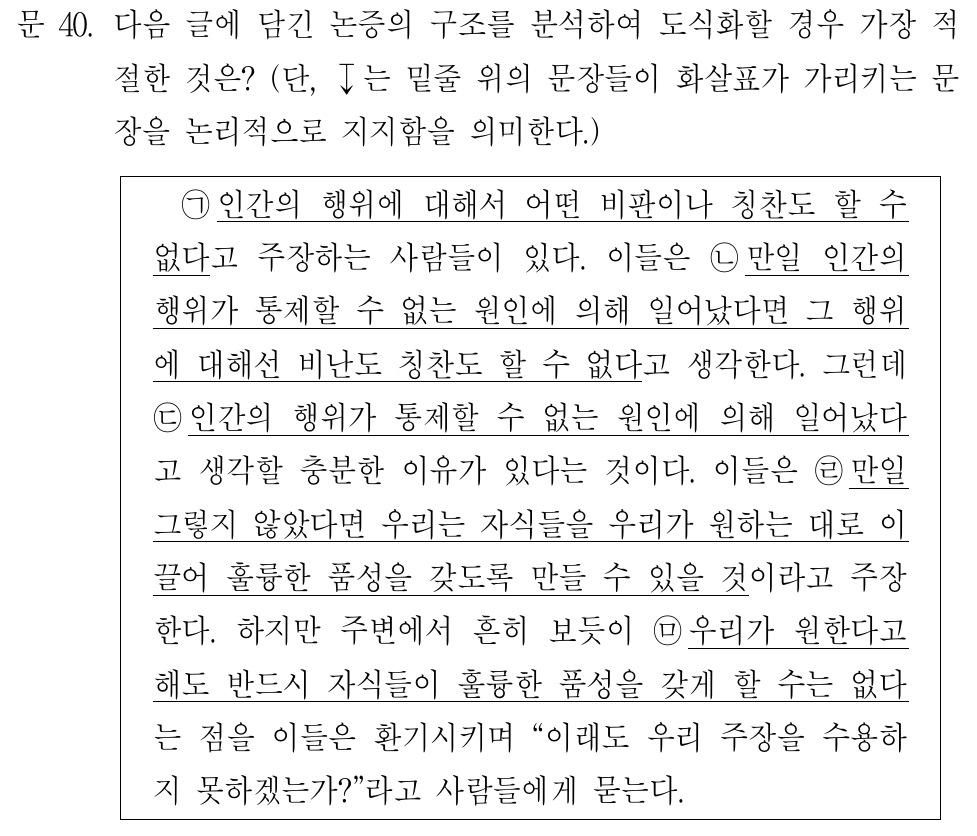 문 40. 다음 글에 담긴 논증의 구조를 분석하여 도식화할 경우 가장 적
절한 것은? (단, ↧는 밑줄 위의 문장들이 화살표가 가리키는 문
장을 논리적으로 지지함을 의미한다.)
㉠인간의 행위에 대해서 어떤 비판이나 칭찬도 할 수
없다고 주장하는 사람들이 있다. 이들은 ㉡만일 인간의
행위가 통제할 수 없는 원인에 의해 일어났다면 그 행위
에 대해선 비난도 칭찬도 할 수 없다고 생각한다. 그런데
㉢인간의 행위가 통제할 수 없는 원인에 의해 일어났다
고 생각할 충분한 이유가 있다는 것이다. 이들은 ㉣만일
그렇지 않았다면 우리는 자식들을 우리가 원하는 대로 이
끌어 훌륭한 품성을 갖도록 만들 수 있을 것이라고 주장
한다. 하지만 주변에서 흔히 보듯이 ㉤우리가 원한다고
해도 반드시 자식들이 훌륭한 품성을 갖게 할 수는 없다
는 점을 이들은 환기시키며 “이래도 우리 주장을 수용하
지 못하겠는가?”라고 사람들에게 묻는다.